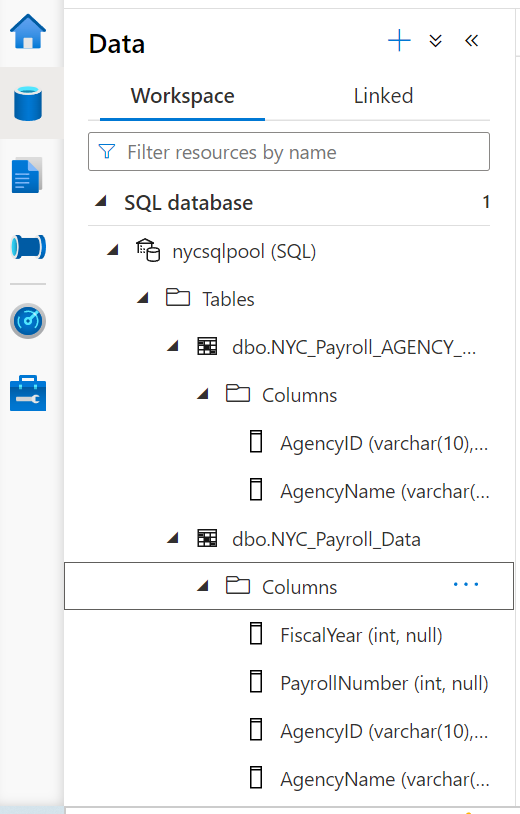 Data
Workspace Linked
Filter resources by name
SQL database 1
nycsqlpool (SQL)
Tables
dbo.NYC_Payroll_AGENCY_...
Columns
AgencyID (varchar(10),...
AgencyName (varchar(...
dbo.NYC_Payroll_Data
Columns
FiscalYear (int, null)
PayrollNumber (int, null)
AgencyID (varchar(10),...
AgencyName (varchar(...